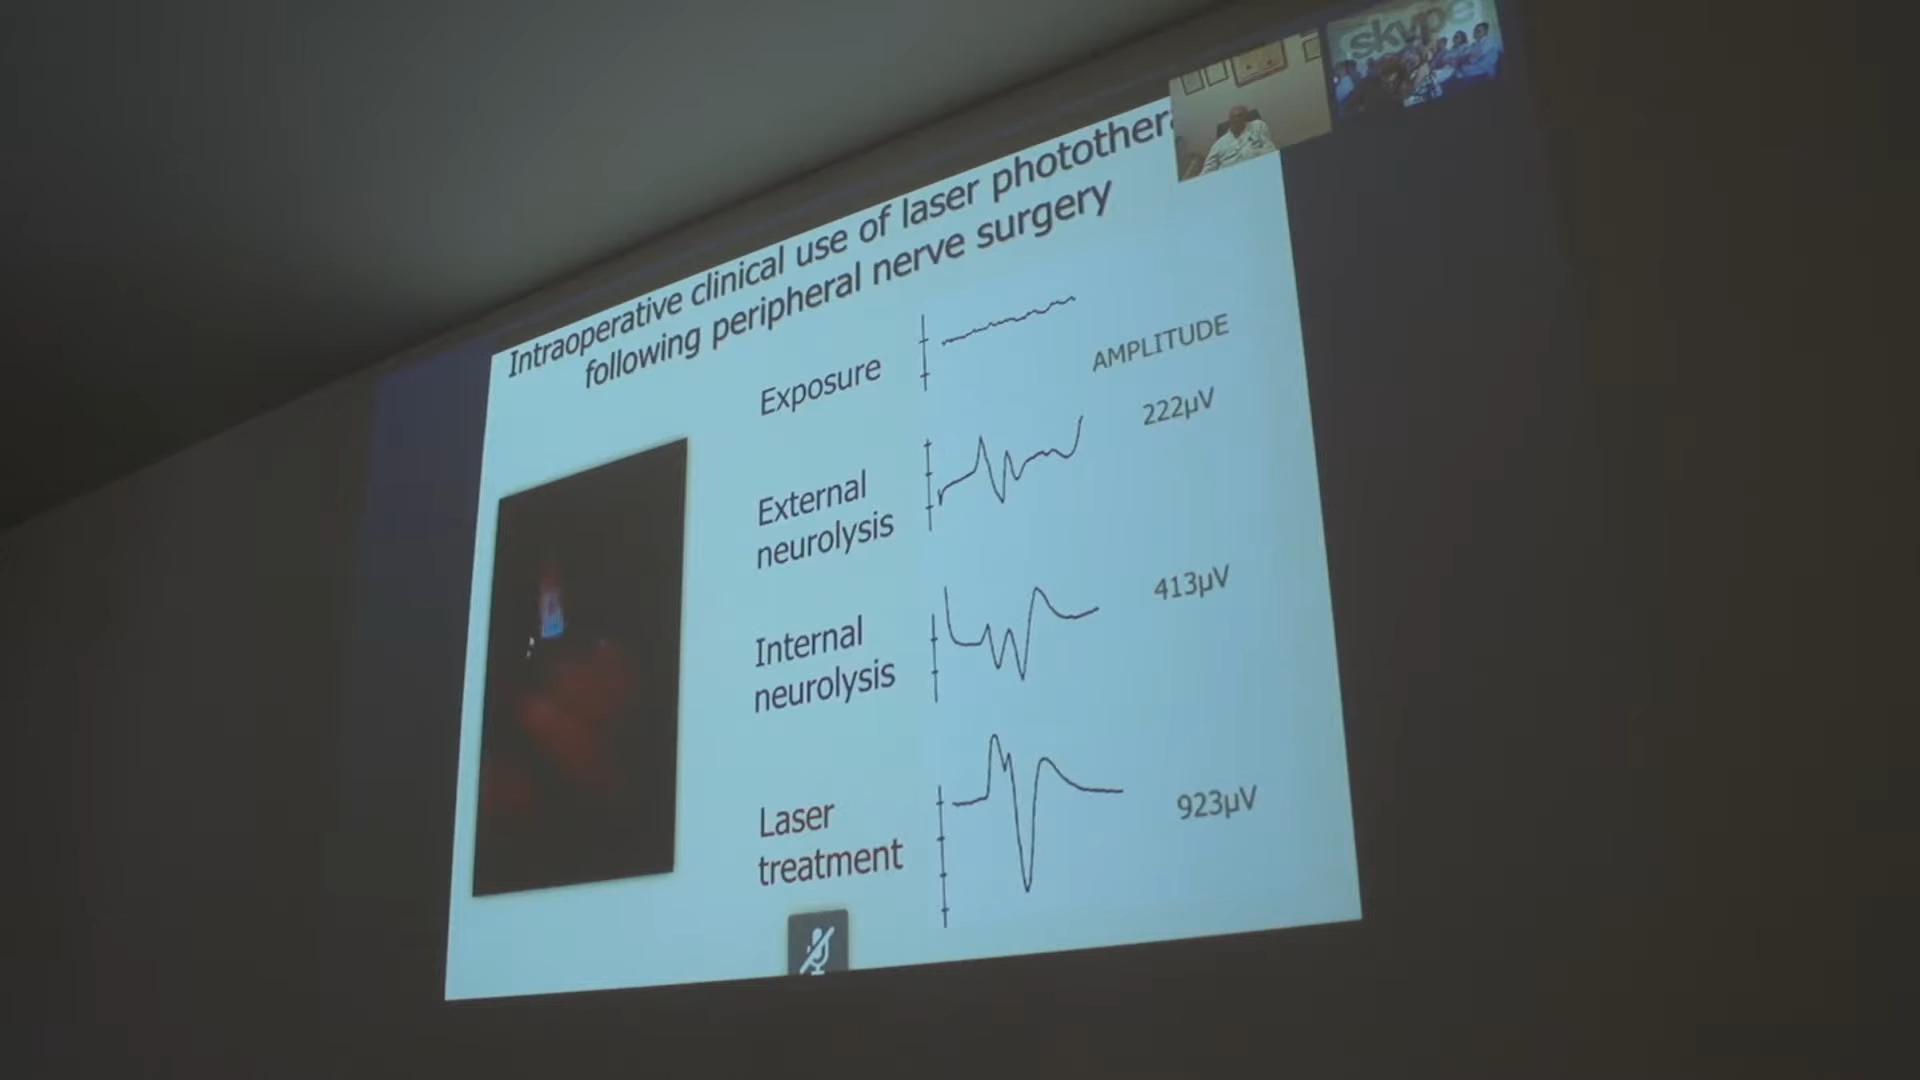 skype
Intraoperative clinical use of laser
following peripheral nerve surgery
Exposure
AMPLITUDE
222µV
External
neurolysis
413µV
Internal
neurolysis
923µV
Laser
treatment